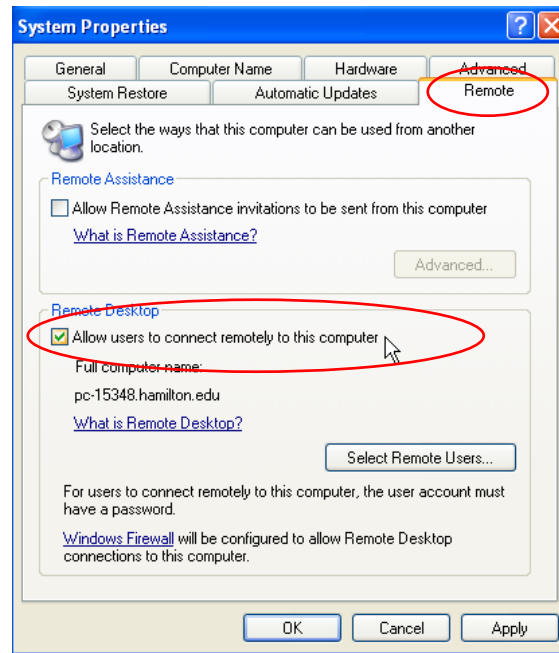 System Properties
General Computer Name Hardware Advanced
System Restore Automatic Updates Remote
Select the ways that this computer can be used from another
location.
Remote Assistance
Allow Remote Assistance invitations to be sent from this computer
What is Remote Assistance?
Advanced...
Remote Desktop
Allow users to connect remotely to this computer
Full computer name:
pc-15348.hamilton.edu
What is Remote Desktop?
Select Remote Users...
For users to connect remotely to this computer, the user account must
have a password.
Windows Firewall will be configured to allow Remote Desktop
connections to this computer.
OK Cancel Apply